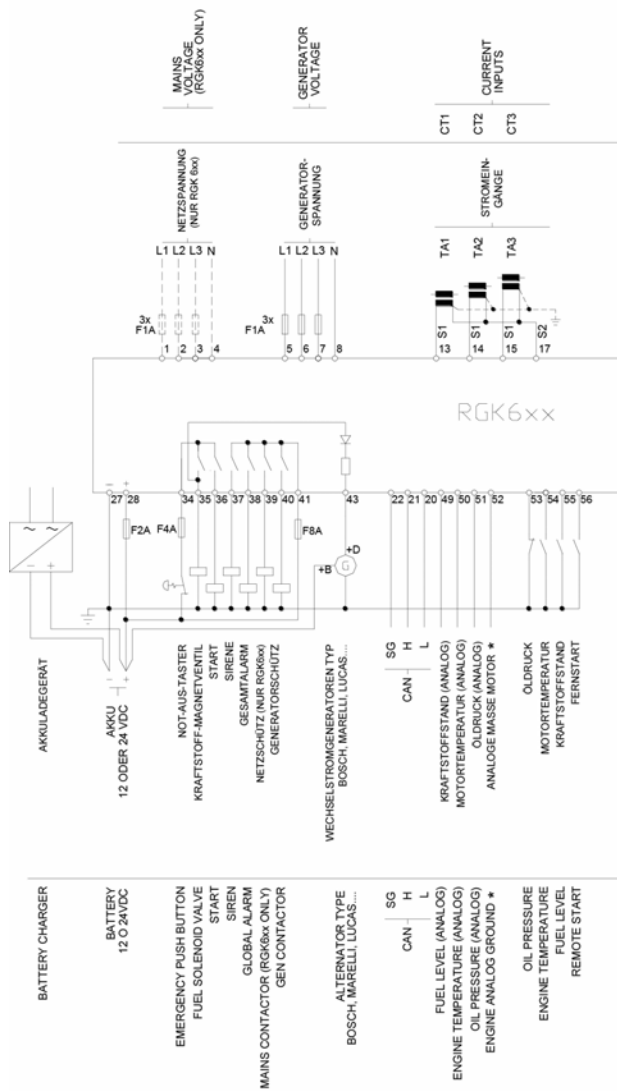 MAINS
VOLTAGE
(RGK6xx ONLY)
GENERATOR
VOLTAGE
CURRENT
INPUTS
CT1
CT2
CT3
NETZSPANNUNG
(NUR RGK 6xx)
GENERATOR-
SPANNUNG
STROMEIN-
GÄNGE
L1
L2
L3
N
L1
L2
L3
N
TA1
TA2
TA3
3x
F1A
3x
F1A
S1
S1
S1
S2
1
2
3
4
5
6
7
8
13
14
15
17
RGK6xx
27
28
34
35
36
37
38
39
40
41
43
22
21
20
49
50
51
52
53
54
55
56
-
+
F2A
F4A
F8A
+D
+B
G
~
~
-
+
-
+
AKKULADEGERÄT
AKKU
12 ODER 24 VDC
NOT-AUS-TASTER
KRAFTSTOFF-MAGNETVENTIL
START
SIRENE
GESAMTALARM
NETZSCHÜTZ (NUR RGK6xx)
GENERATORSCHÜTZ
WECHSELSTROMGENERATOREN TYP
BOSCH, MARELLI, LUCAS....
SG
CAN
H
L
KRAFTSTOFFSTAND (ANALOG)
MOTORTEMPERATUR (ANALOG)
ÖLDRUCK (ANALOG)
ANALOGE MASSE MOTOR *
ÖLDRUCK
MOTORTEMPERATUR
KRAFTSTOFFSTAND
FERNSTART
BATTERY CHARGER
BATTERY
12 O 24VDC
EMERGENCY PUSH BUTTON
FUEL SOLENOID VALVE
START
SIREN
GLOBAL ALARM
MAINS CONTACTOR (RGK6xx ONLY)
GEN CONTACTOR
ALTERNATOR TYPE
BOSCH, MARELLI, LUCAS....
SG
CAN
H
L
FUEL LEVEL (ANALOG)
ENGINE TEMPERATURE (ANALOG)
OIL PRESSURE (ANALOG)
ENGINE ANALOG GROUND *
OIL PRESSURE
ENGINE TEMPERATURE
FUEL LEVEL
REMOTE START